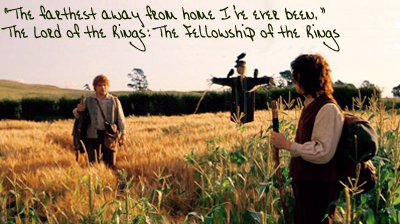 "The farthest away from home I've ever been."
The Lord of the Rings: The Fellowship of the Rings